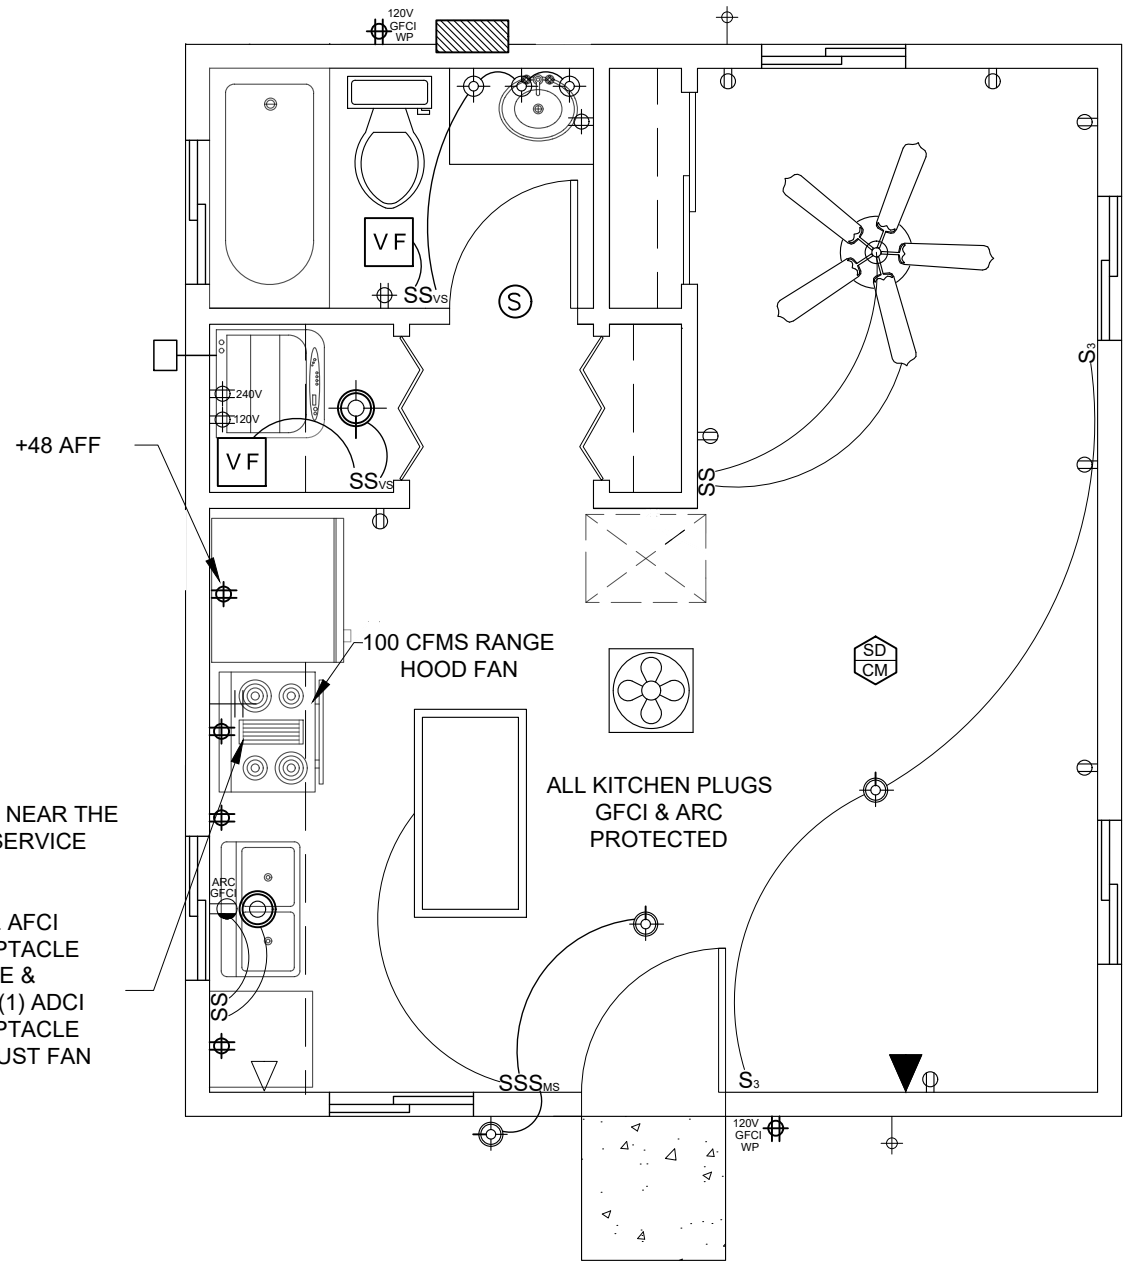 120V
GFCI
WP
VF
SSVS
S
240V
120V
S3
+48 AFF
VF
SSVS
SS
100 CFMS RANGE
HOOD FAN
SD
CM
ALL KITCHEN PLUGS
GFCI & ARC
PROTECTED
NEAR THE
SERVICE
ARC
GFCI
AFCI
PTACLE
E &
(1) ADCI
PTACLE
UST FAN
SS
SSSMS
S3
120V
GFCI
WP